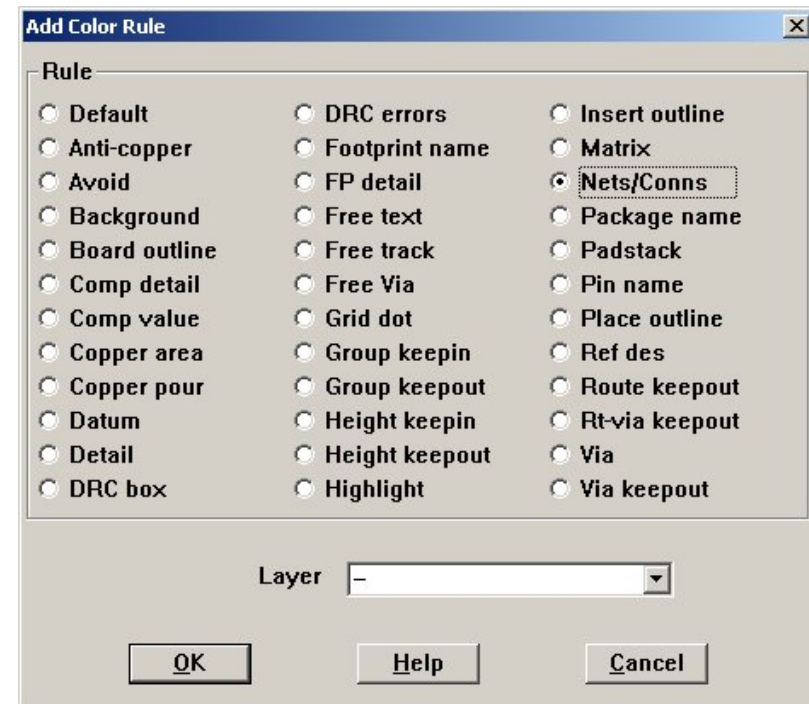 Add Color Rule
Rule
Default
Anti-copper
Avoid
Background
Board outline
Comp detail
Comp value
Copper area
Copper pour
Datum
Detail
DRC box
DRC errors
Footprint name
FP detail
Free text
Free track
Free Via
Grid dot
Group keepin
Group keepout
Height keepin
Height keepout
Highlight
Insert outline
Matrix
Nets/Conns
Package name
Padstack
Pin name
Place outline
Ref des
Route keepout
Rt-via keepout
Via
Via keepout
Layer –
OK Help Cancel